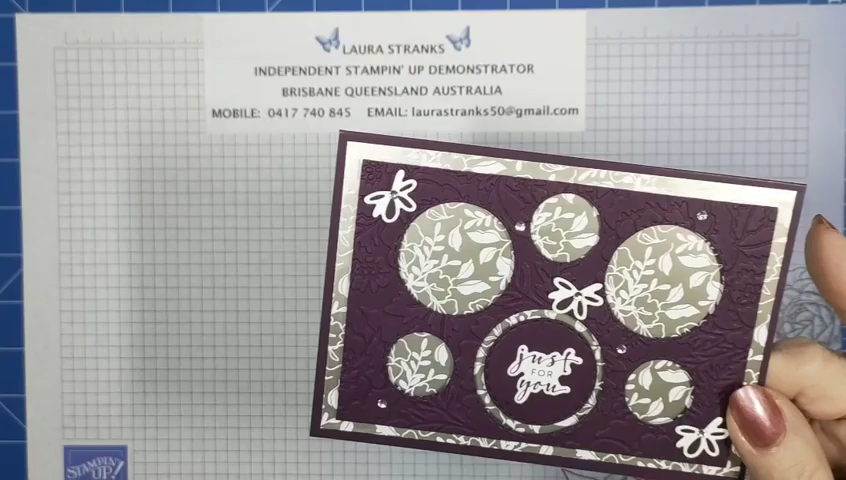 LAURA STRANKS
INDEPENDENT STAMPIN' UP DEMONSTRATOR
BRISBANE QUEENSLAND AUSTRALIA
MOBILE: 0417 740 845 EMAIL: laurastranks50@gmail.com
just
FOR
you
STAMPIN' UP!